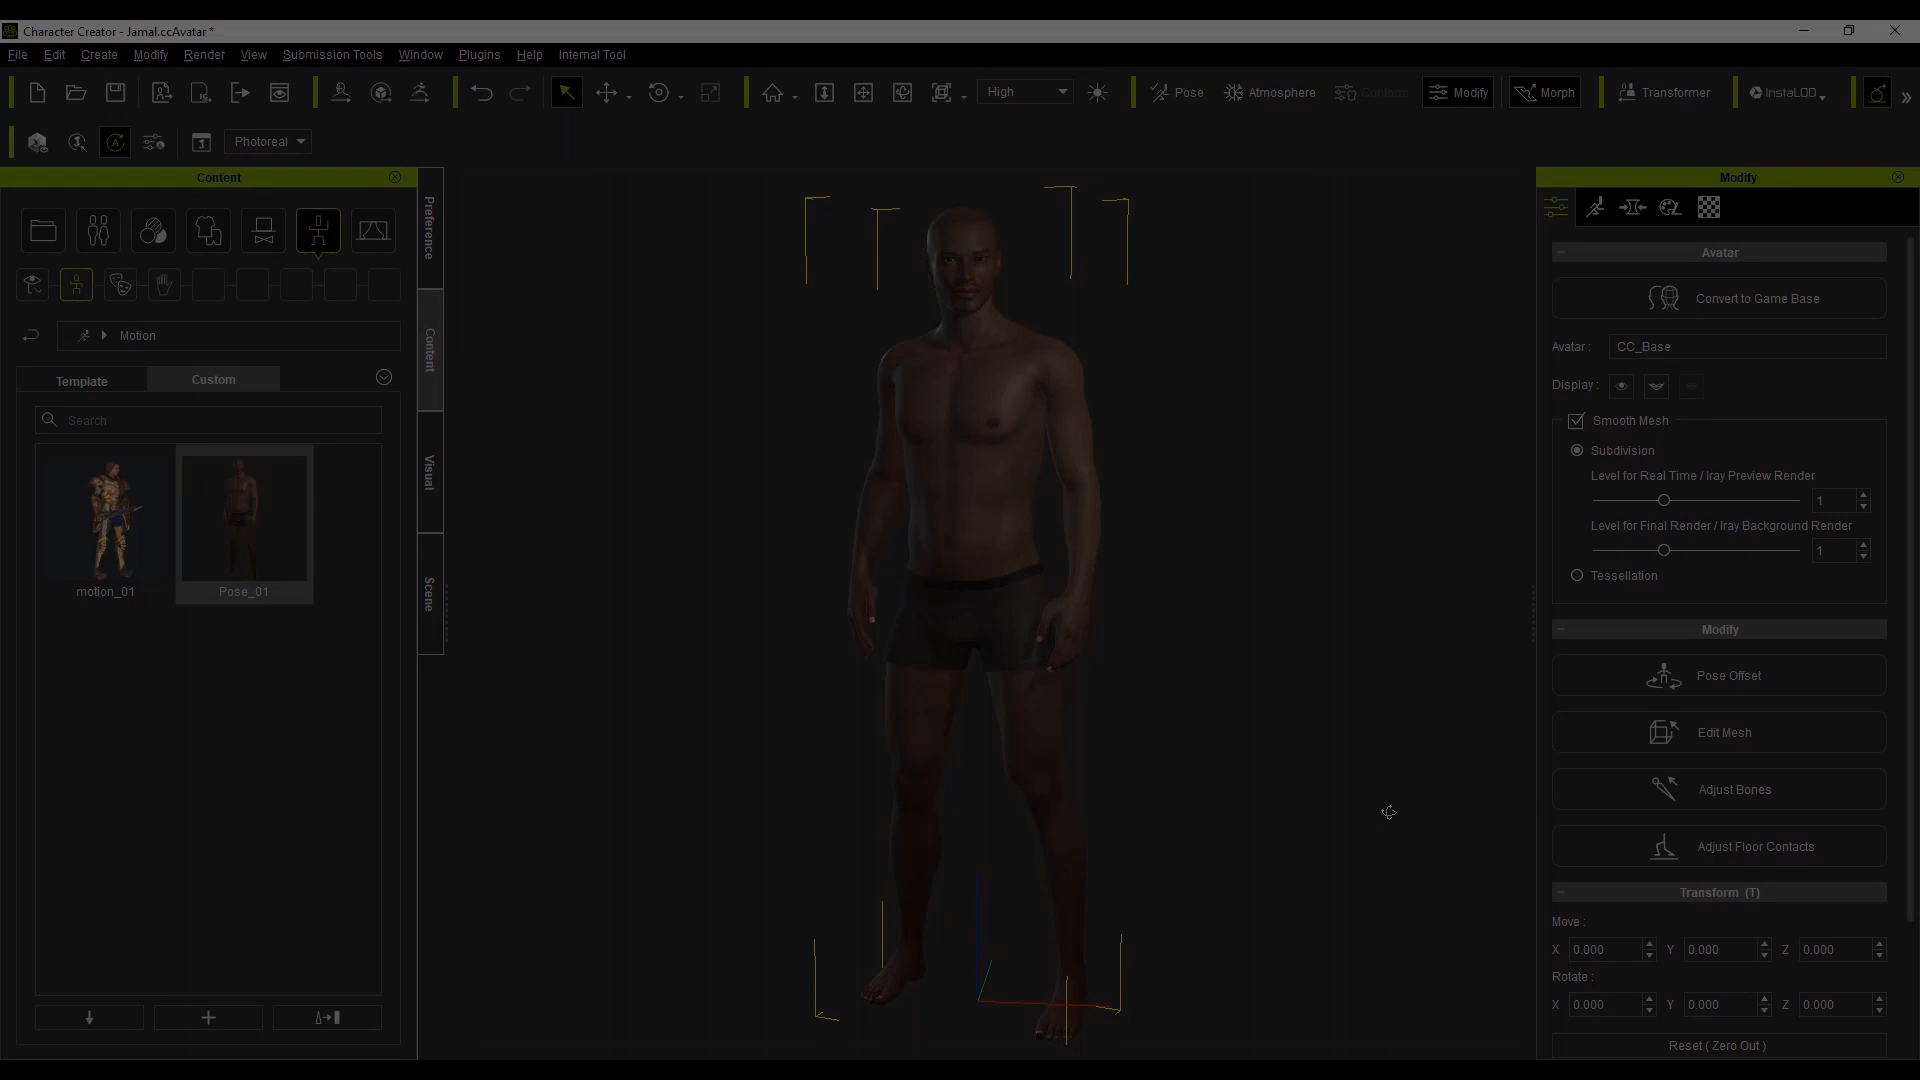 Character Creator - Jamal.ccAvatar *
File Edit Create Modify Render View Submission Tools Window Plugins Help Internal Tool
High Pose Atmosphere Conform Modify Morph Transformer InstaLOD
Photoreal
Content
Modify
Preference
Content
Visual
Scene
Motion
Template Custom
Search
motion_01 Pose_01
Avatar
Convert to Game Base
Avatar : CC_Base
Display :
Smooth Mesh
Subdivision
Level for Real Time / Iray Preview Render
1
Level for Final Render / Iray Background Render
1
Tessellation
Modify
Pose Offset
Edit Mesh
Adjust Bones
Adjust Floor Contacts
Transform (T)
Move :
X 0.000 Y 0.000 Z 0.000
Rotate :
X 0.000 Y 0.000 Z 0.000
Reset ( Zero Out )